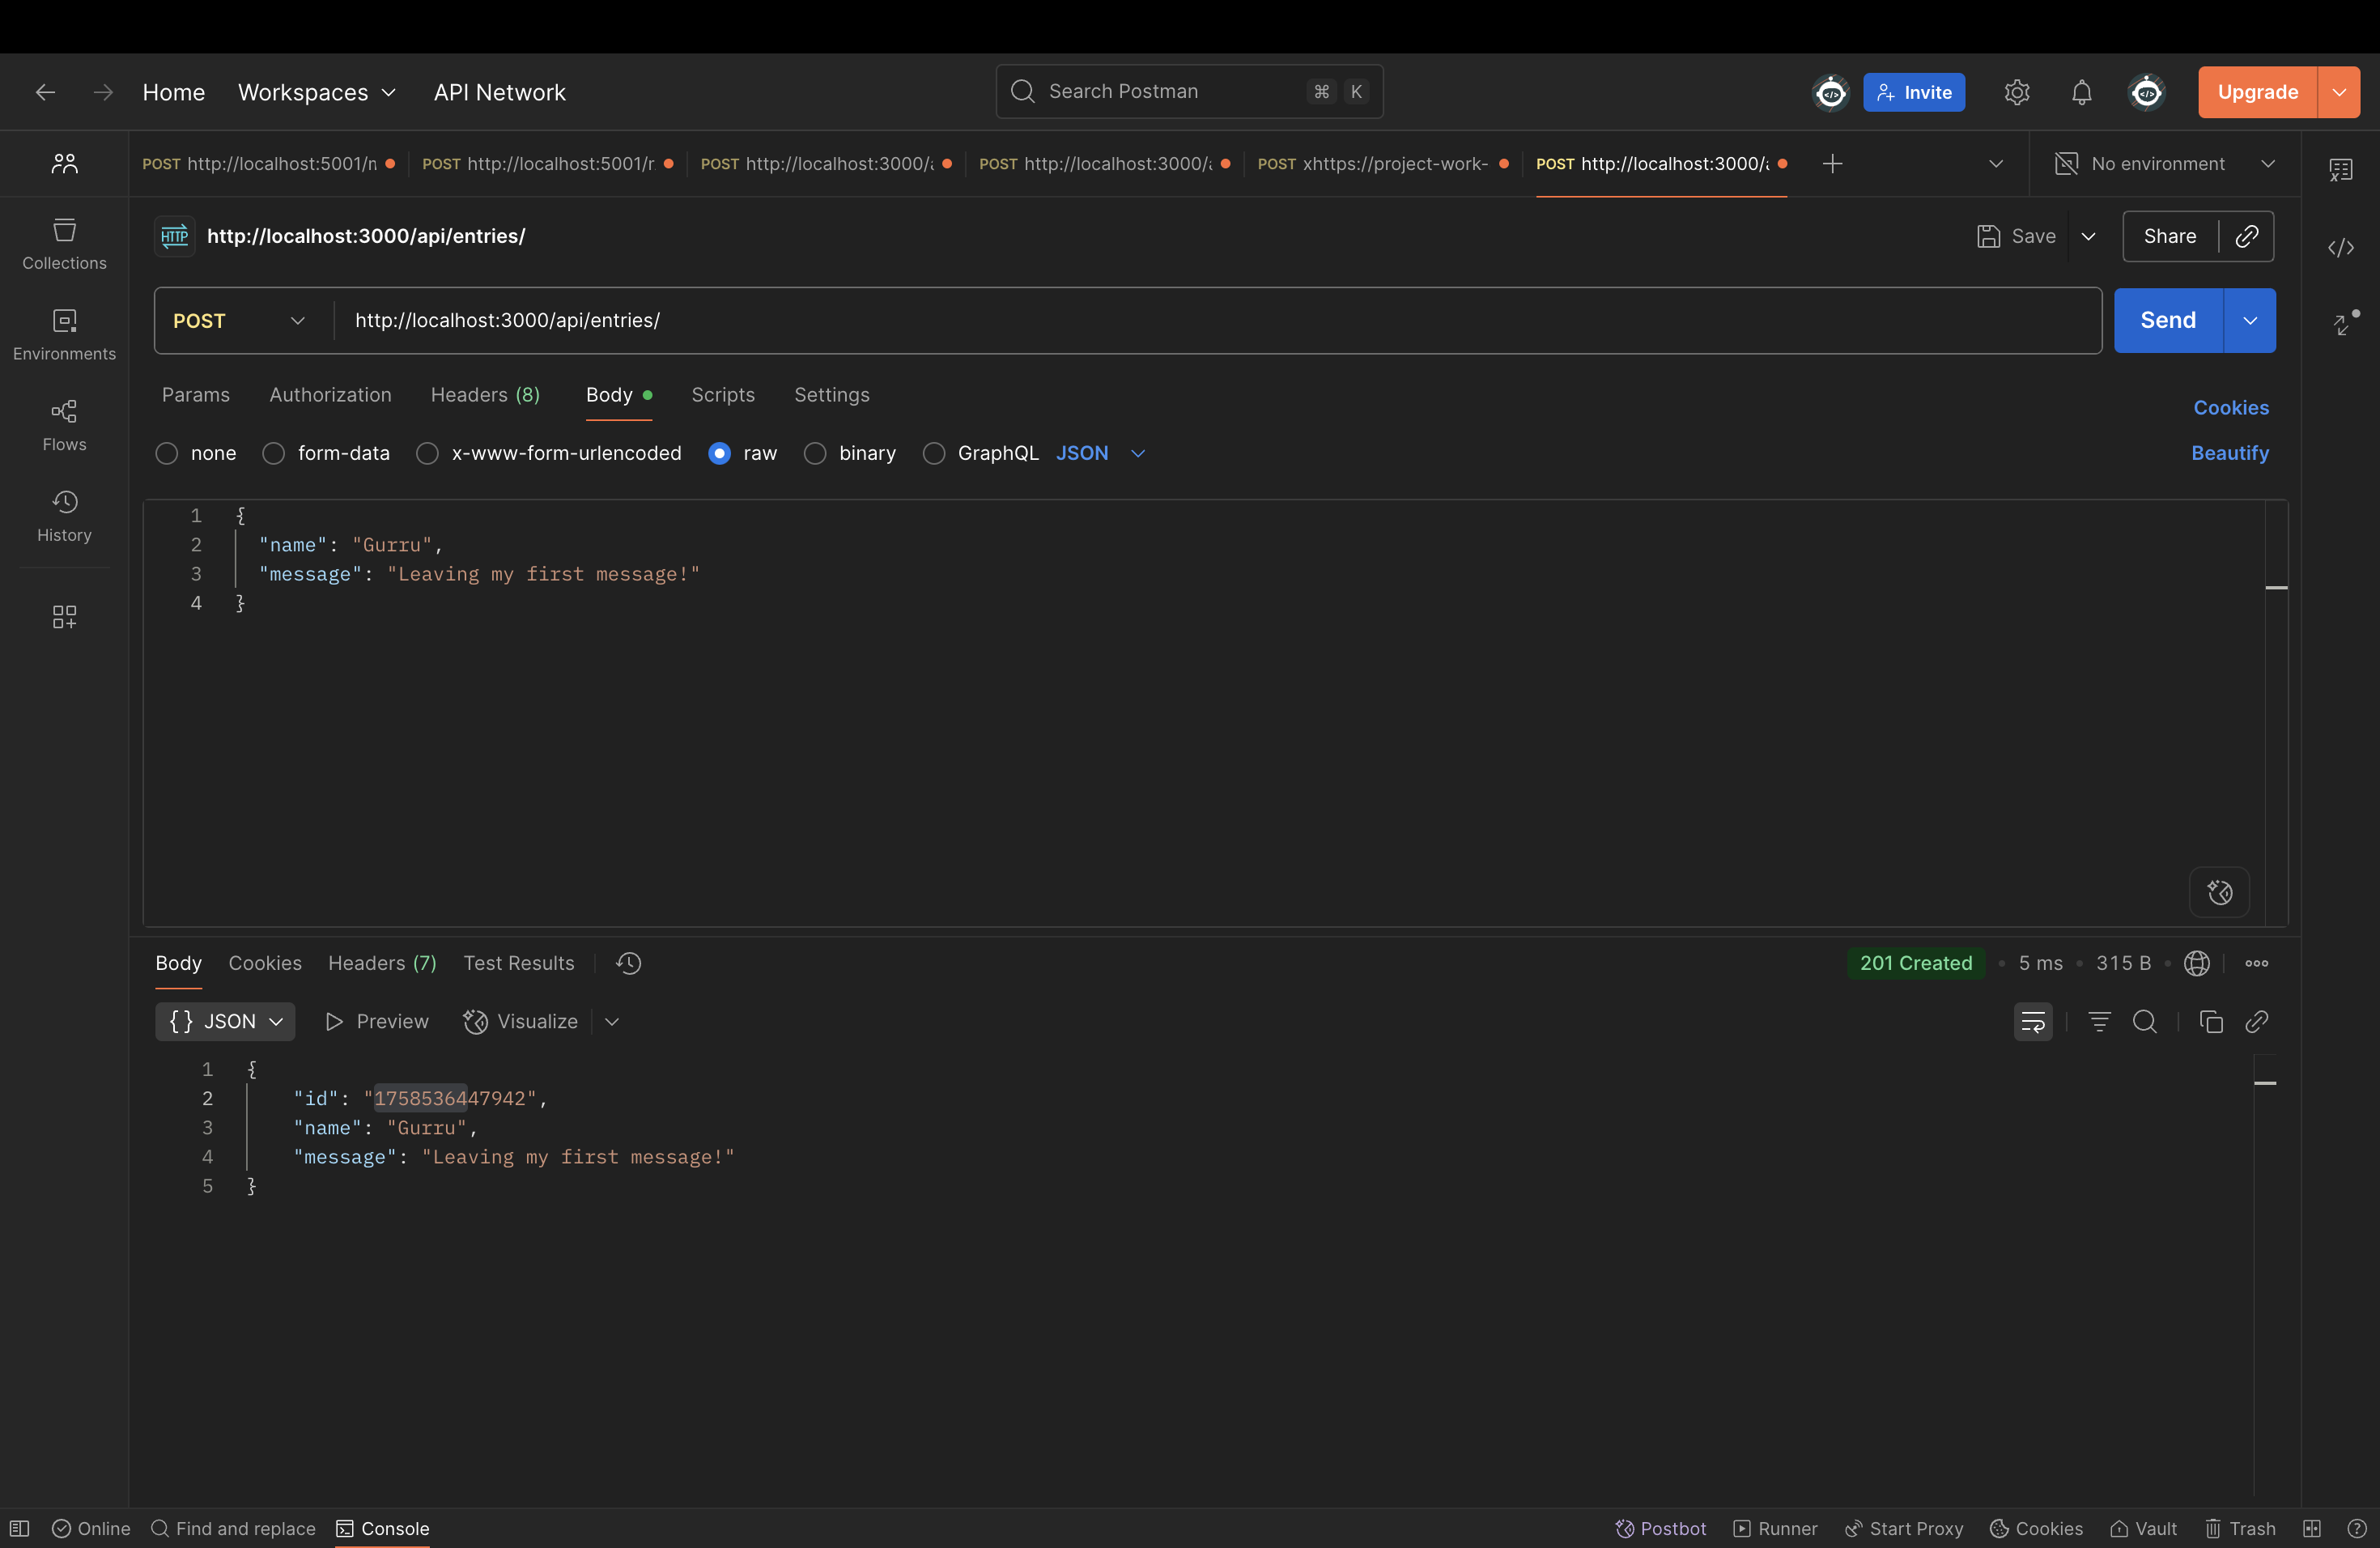 Home Workspaces API Network Search Postman ⌘ K Invite Upgrade
POST http://localhost:5001/n POST http://localhost:5001/r POST http://localhost:3000/a POST http://localhost:3000/a POST xhttps://project-work- POST http://localhost:3000/a No environment
HTTP http://localhost:3000/api/entries/ Save Share
Collections
POST http://localhost:3000/api/entries/ Send
Environments
Params Authorization Headers (8) Body Scripts Settings Cookies
Flows
none form-data x-www-form-urlencoded raw binary GraphQL JSON Beautify
History
1 {
2 "name": "Gurru",
3 "message": "Leaving my first message!"
4 }
Body Cookies Headers (7) Test Results 201 Created 5 ms 315 B
{} JSON Preview Visualize
1 {
2 "id": "1758536447942",
3 "name": "Gurru",
4 "message": "Leaving my first message!"
5 }
Online Find and replace Console Postbot Runner Start Proxy Cookies Vault Trash